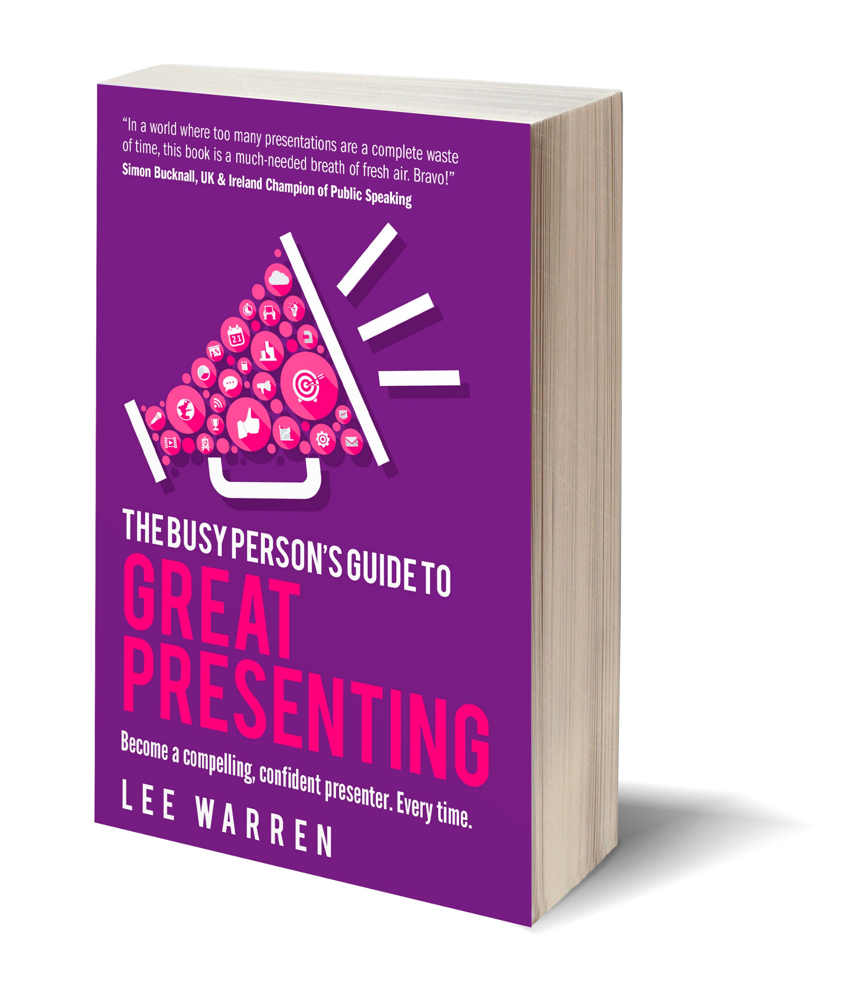 “In a world where too many presentations are a complete waste
of time, this book is a much-needed breath of fresh air. Bravo!”
Simon Bucknall, UK & Ireland Champion of Public Speaking
21
THE BUSY PERSON’S GUIDE TO
GREAT
PRESENTING
Become a compelling, confident presenter. Every time.
LEE WARREN